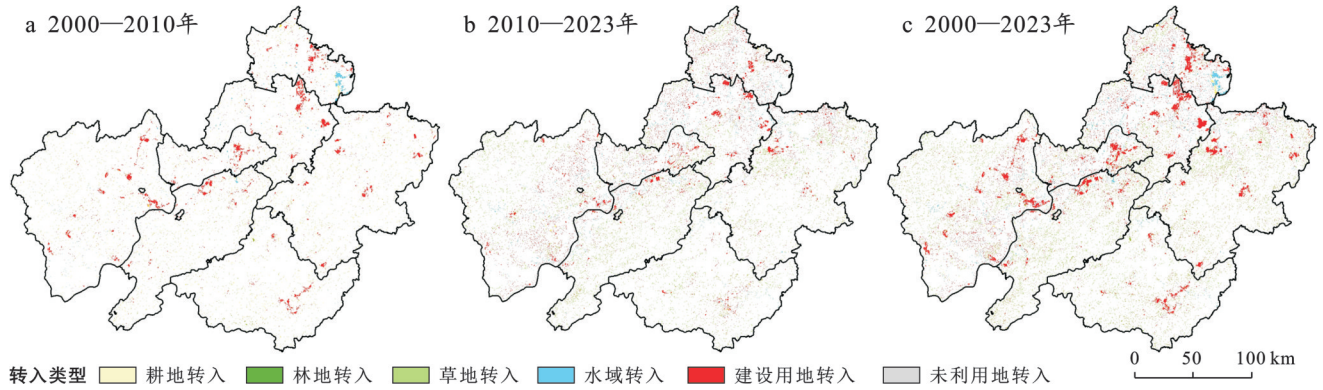 a 2000—2010年
b 2010—2023年
c 2000—2023年
转入类型 耕地转入 林地转入 草地转入 水域转入 建设用地转入 未利用地转入
0 50 100 km